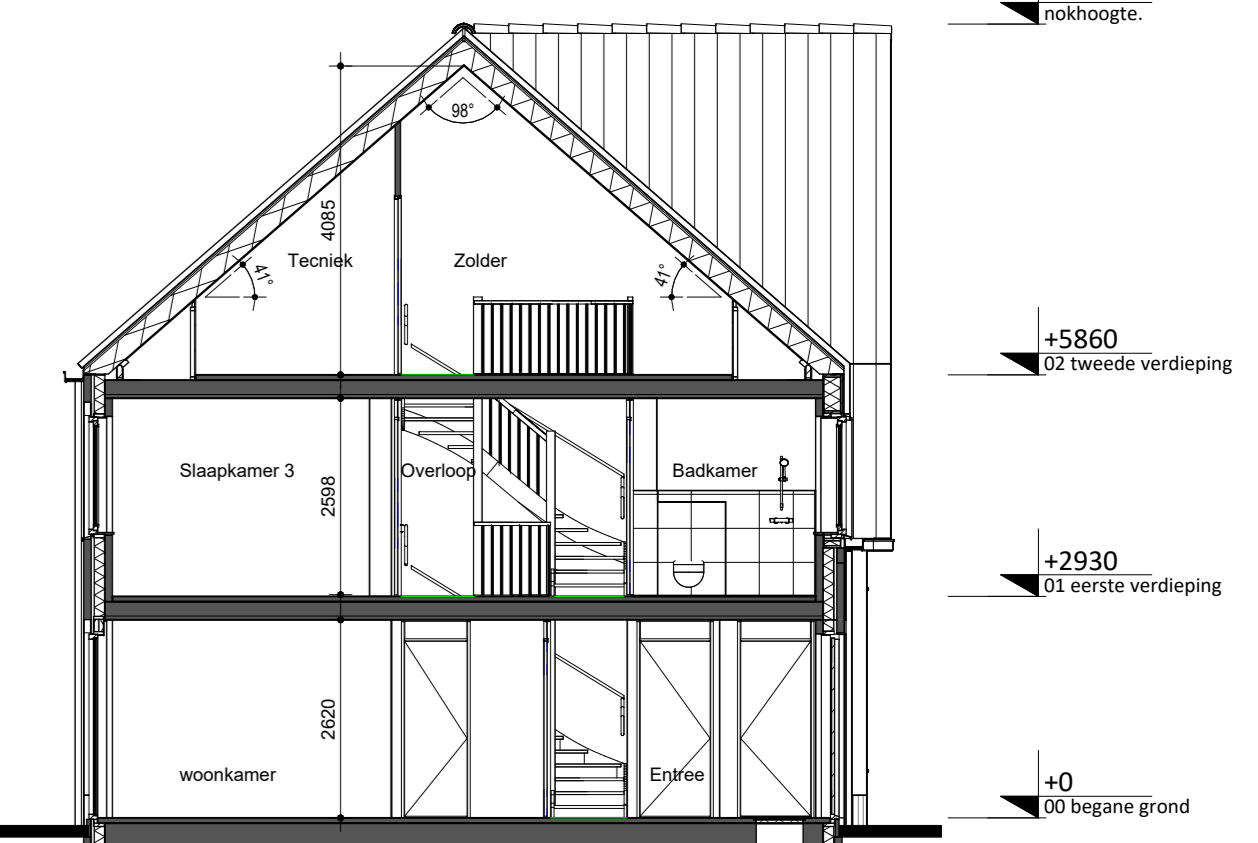 nokhoogte.
98°
4085
Tecniek
Zolder
41°
41°
+5860
02 tweede verdieping
Slaapkamer 3
2598
Overloop
Badkamer
+2930
01 eerste verdieping
2620
woonkamer
Entree
+0
00 begane grond